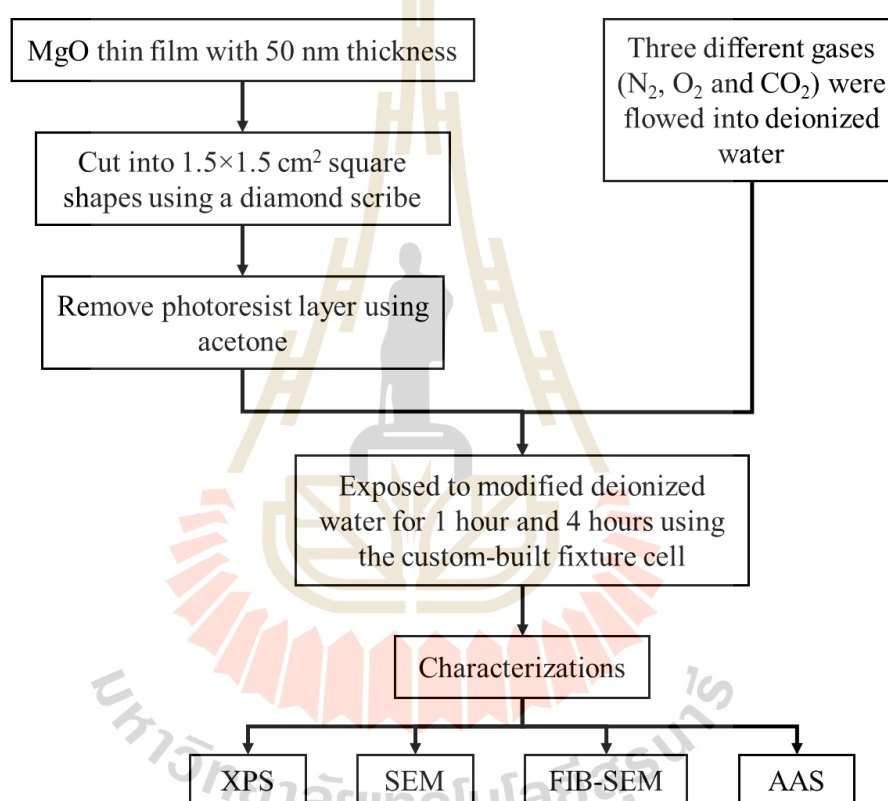 MgO thin film with 50 nm thickness
Cut into 1.5×1.5 cm² square
shapes using a diamond scribe
Remove photoresist layer using
acetone
Three different gases
(N₂, O₂ and CO₂) were
flowed into deionized
water
Exposed to modified deionized
water for 1 hour and 4 hours using
the custom-built fixture cell
Characterizations
XPS
SEM
FIB-SEM
AAS